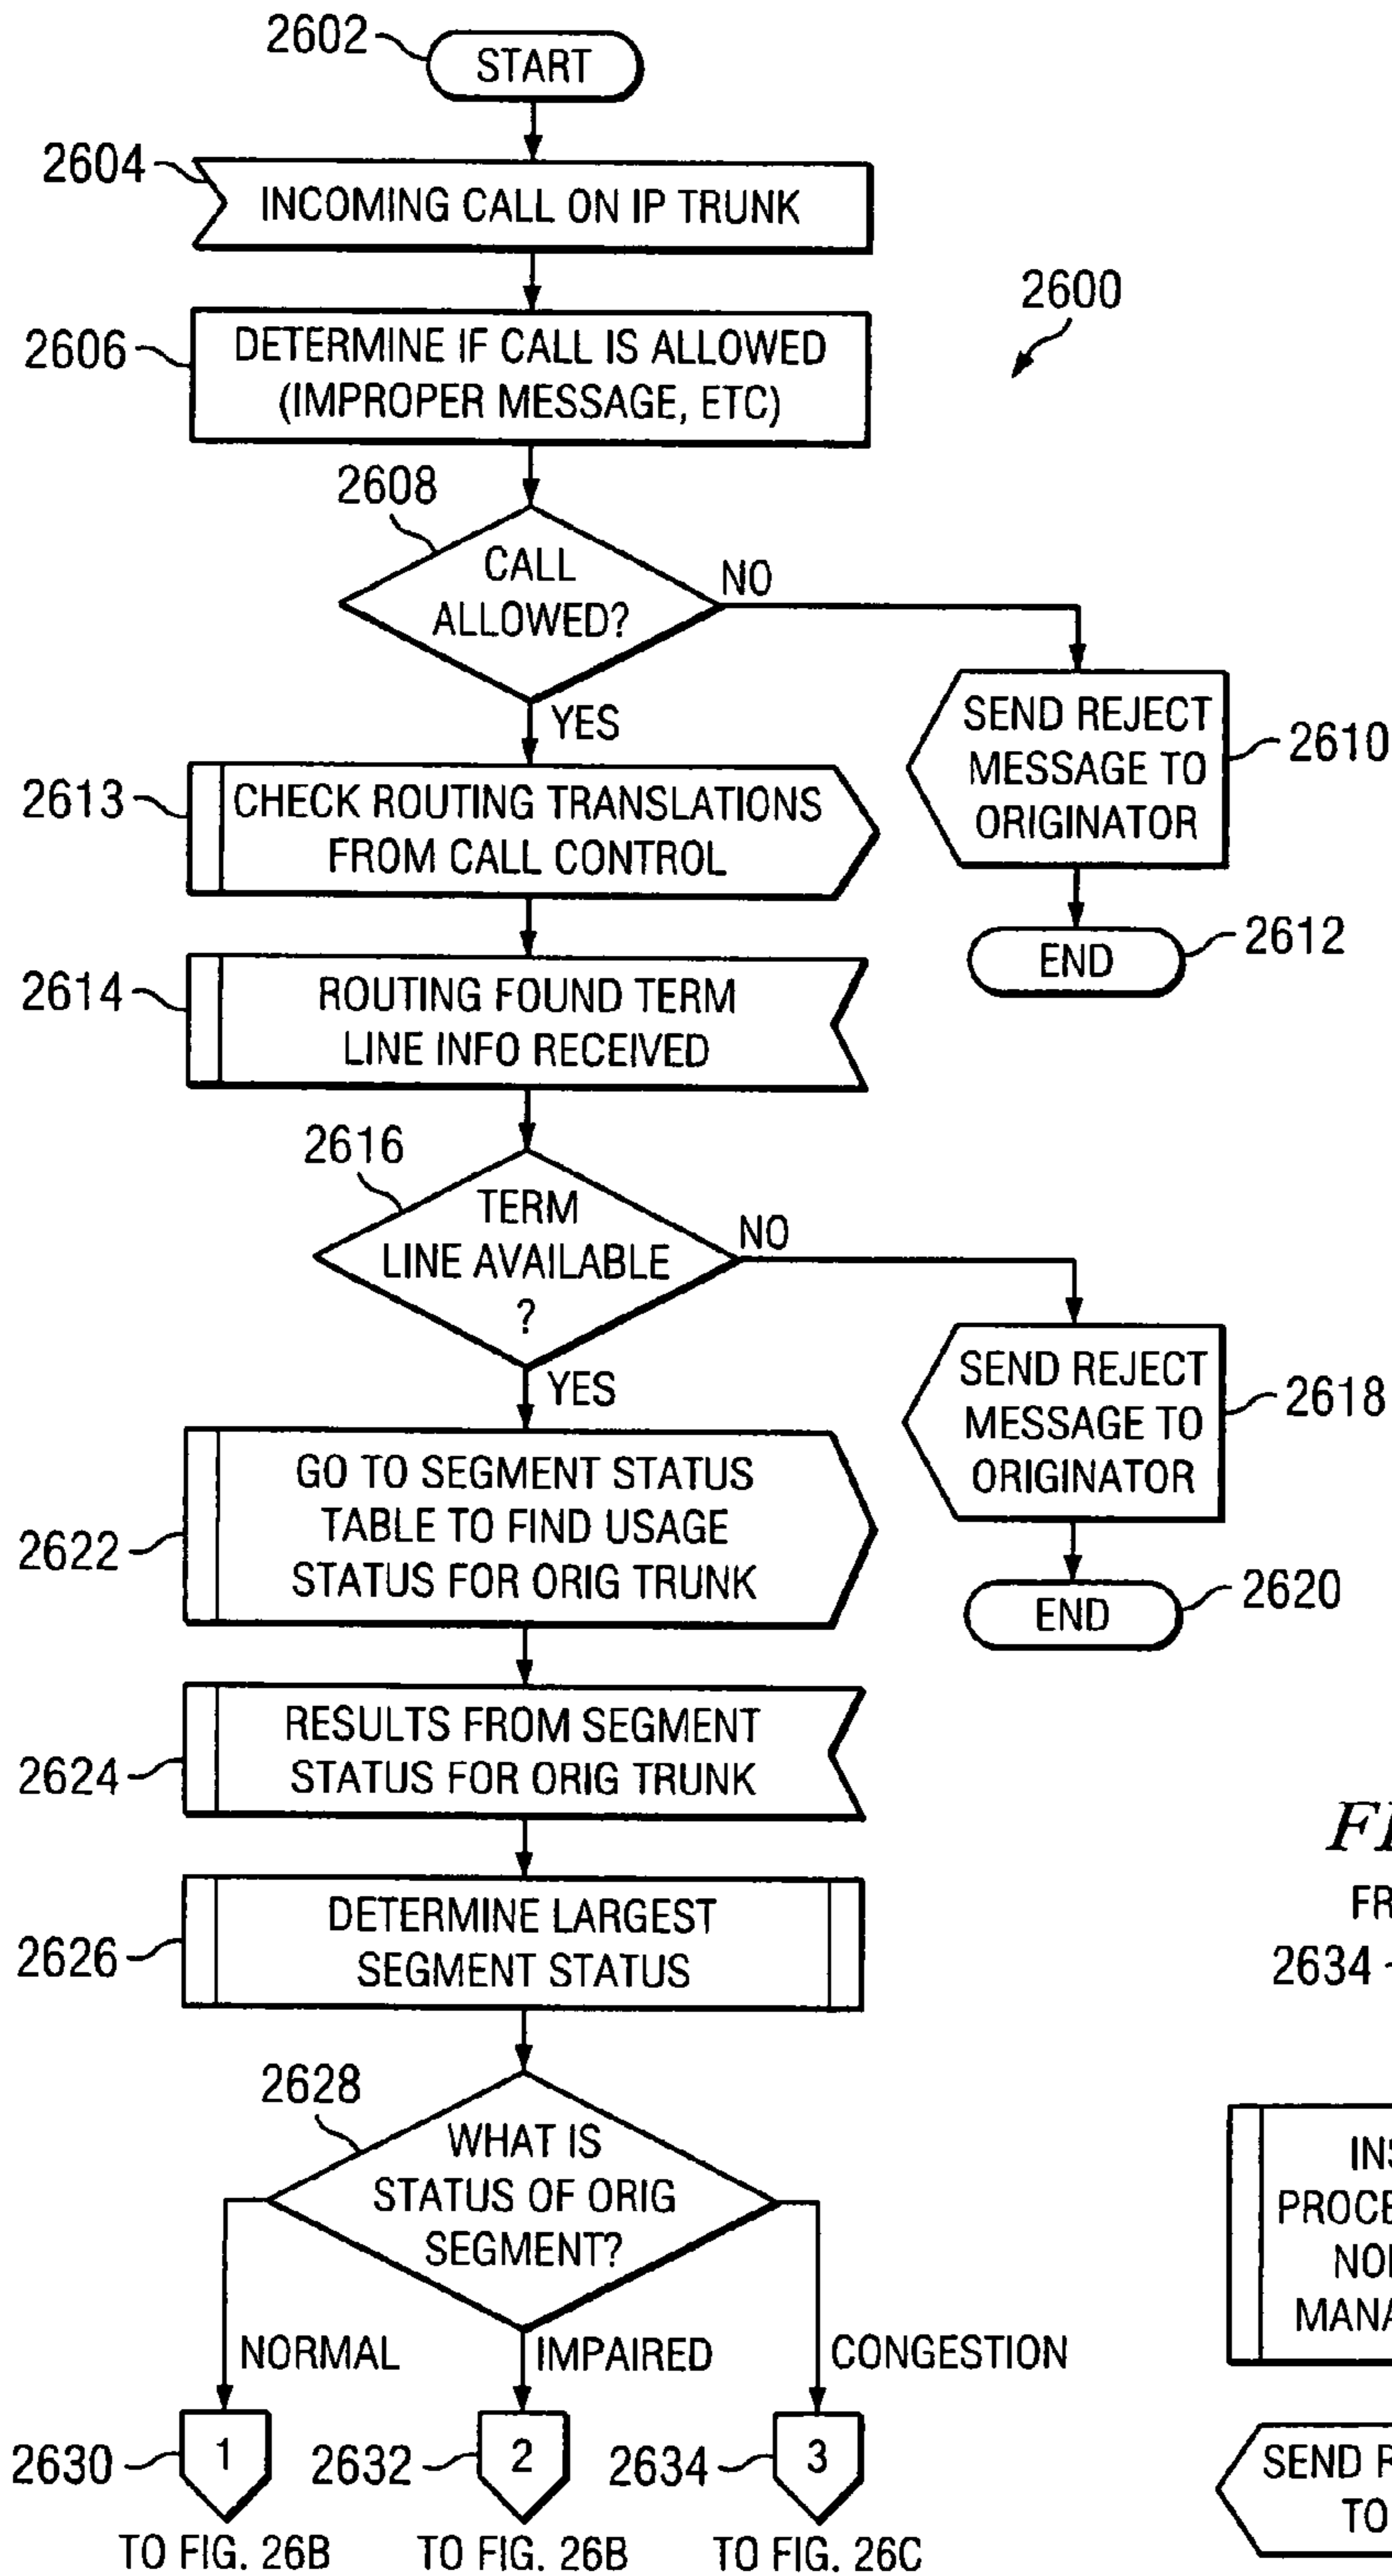 2602
START
2604
INCOMING CALL ON IP TRUNK
2600
2606
DETERMINE IF CALL IS ALLOWED
(IMPROPER MESSAGE, ETC)
2608
CALL
ALLOWED?
NO
YES
SEND REJECT
MESSAGE TO
ORIGINATOR
2610
2613
CHECK ROUTING TRANSLATIONS
FROM CALL CONTROL
END
2612
2614
ROUTING FOUND TERM
LINE INFO RECEIVED
2616
TERM
LINE AVAILABLE
?
NO
YES
SEND REJECT
MESSAGE TO
ORIGINATOR
2618
2622
GO TO SEGMENT STATUS
TABLE TO FIND USAGE
STATUS FOR ORIG TRUNK
END
2620
2624
RESULTS FROM SEGMENT
STATUS FOR ORIG TRUNK
2626
DETERMINE LARGEST
SEGMENT STATUS
2634
2628
WHAT IS
STATUS OF ORIG
SEGMENT?
NORMAL
IMPAIRED
CONGESTION
2630
1
2632
2
2634
3
TO FIG. 26B
TO FIG. 26B
TO FIG. 26C
SEND
TO